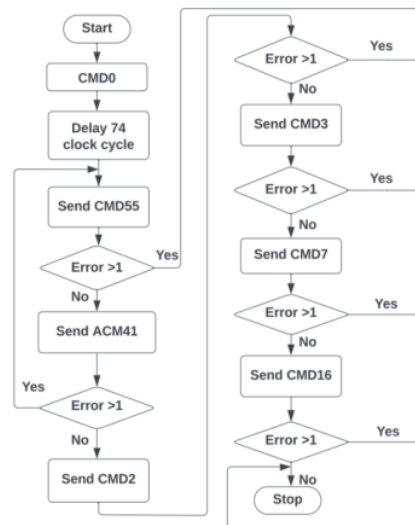 Start
CMD0
Delay 74
clock cycle
Send CMD55
Error >1
Yes
No
Send ACM41
Yes
Error >1
No
Send CMD2
Error >1
Yes
No
Send CMD3
Error >1
Yes
No
Send CMD7
Error >1
Yes
No
Send CMD16
Error >1
Yes
No
Stop